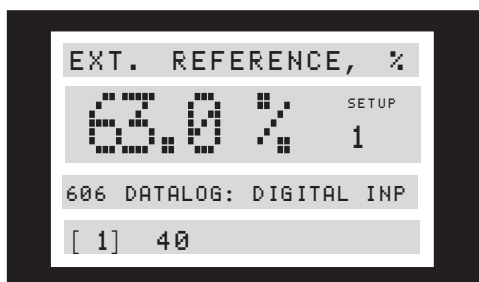 EXT. REFERENCE, %
63.0 % SETUP
1
606 DATALOG: DIGITAL INP
[ 1] 40